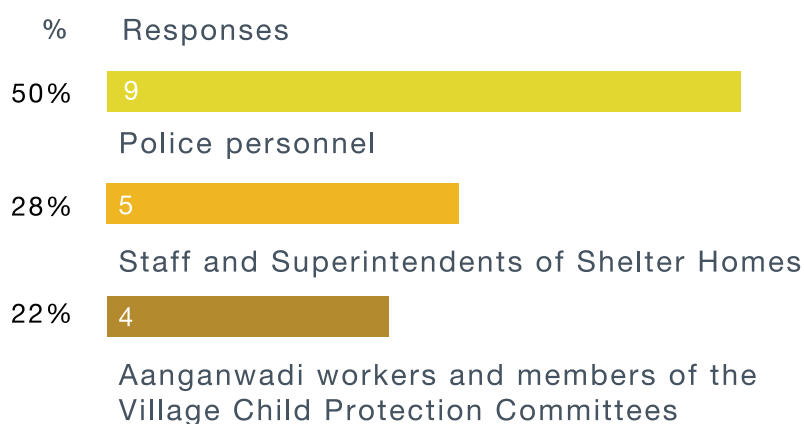 % Responses
50% 9
Police personnel
28% 5
Staff and Superintendents of Shelter Homes
22% 4
Aanganwadi workers and members of the
Village Child Protection Committees